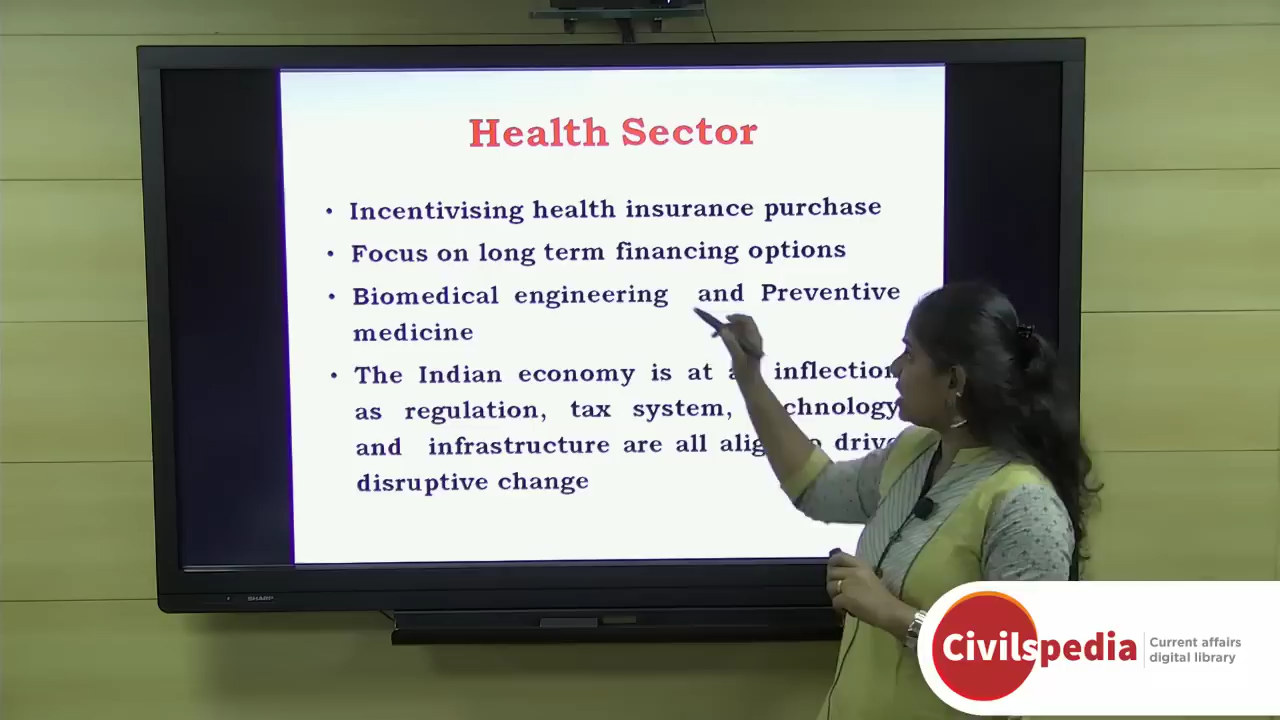 Health Sector
• Incentivising health insurance purchase
• Focus on long term financing options
• Biomedical engineering and Preventive
medicine
• The Indian economy is at inflection
as regulation, tax system,
and infrastructure are all drive
disruptive change
SHARP
Civilspedia
Current affairs
digital library